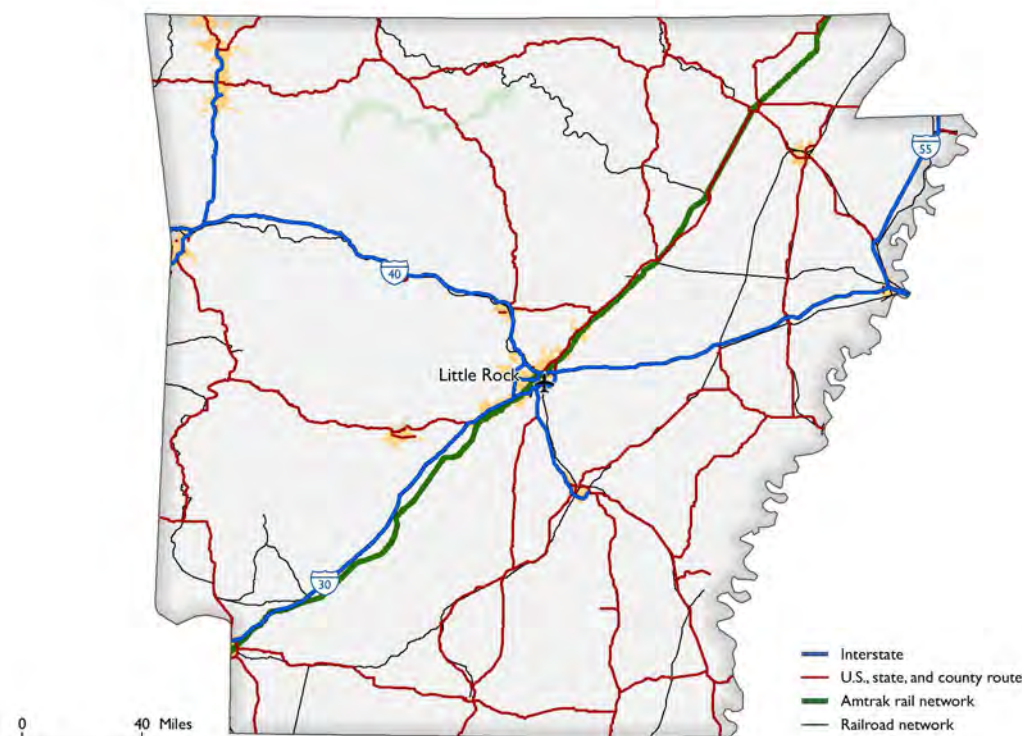 55
40
Little Rock
30
Interstate
U.S., state, and county route
Amtrak rail network
Railroad network
0 40 Miles